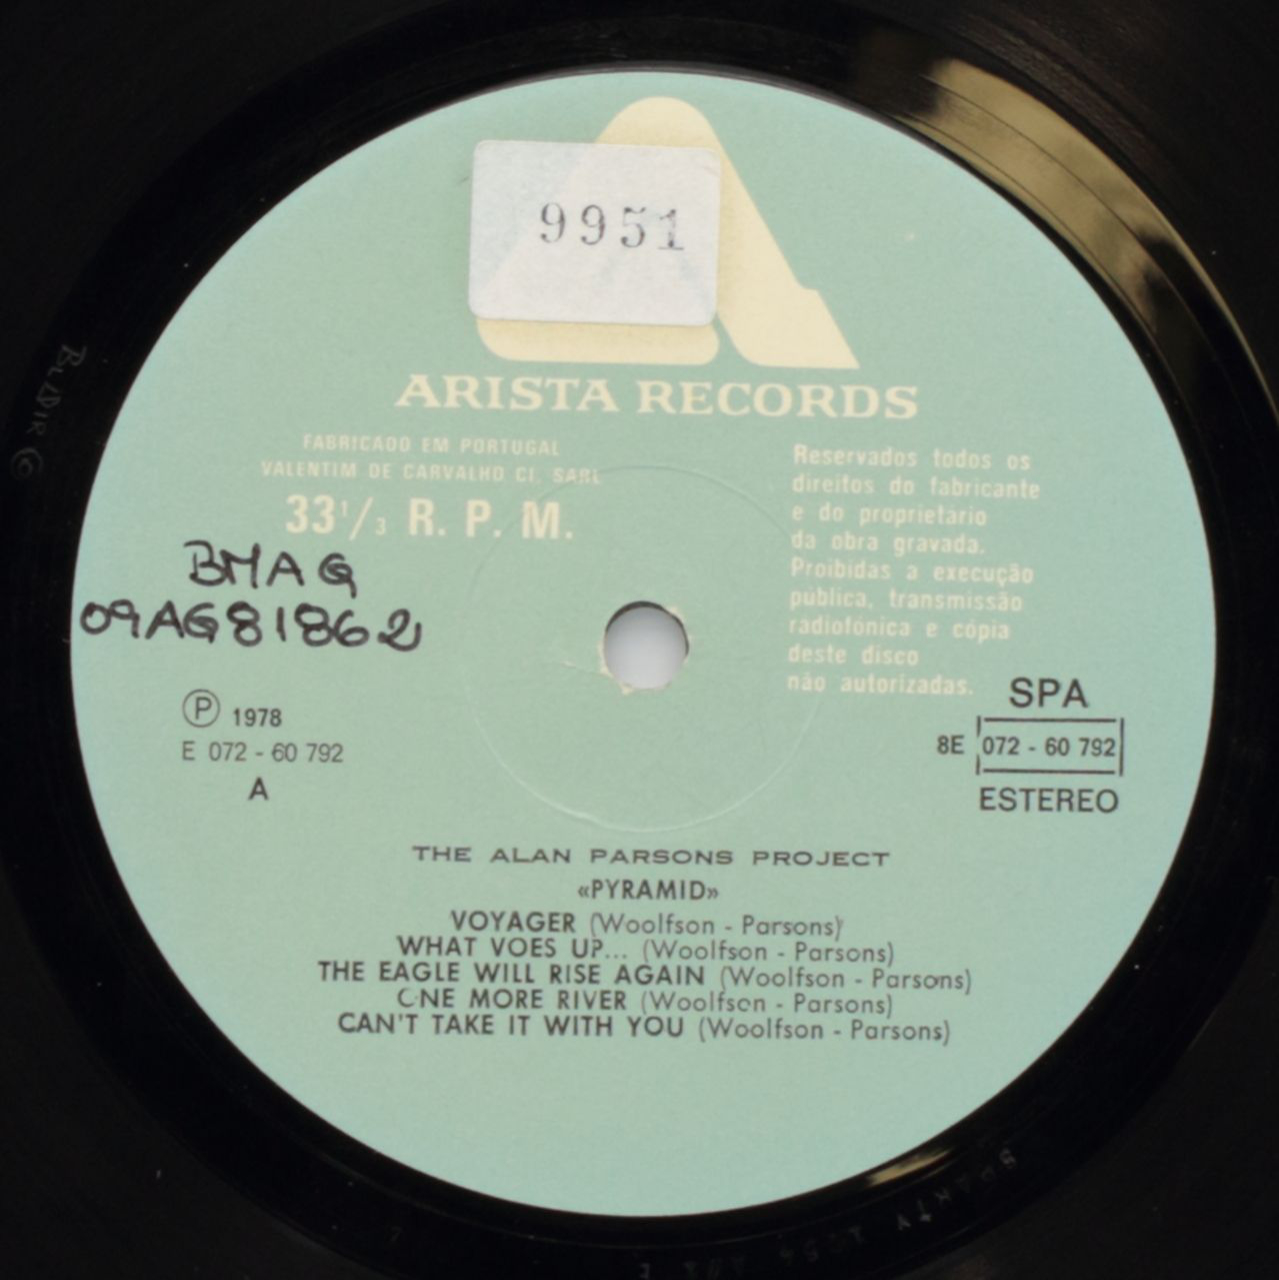 9951
ARISTA RECORDS
FABRICADO EM PORTUGAL
VALENTIM DE CARVALHO CI. SARL
33 1/3 R. P. M.
Reservados todos os
direitos do fabricante
e do proprietario
da obra gravada.
Proibidas a execução
pública, transmissão
radiofónica e cópia
deste disco
não autorizadas.
BMAG
09AG81862
Ⓟ 1978
E 072 - 60 792
A
SPA
8E 072 - 60 792
ESTEREO
THE ALAN PARSONS PROJECT
«PYRAMID»
VOYAGER (Woolfson - Parsons)
WHAT VOES UP... (Woolfson - Parsons)
THE EAGLE WILL RISE AGAIN (Woolfson - Parsons)
ONE MORE RIVER (Woolfson - Parsons)
CAN'T TAKE IT WITH YOU (Woolfson - Parsons)